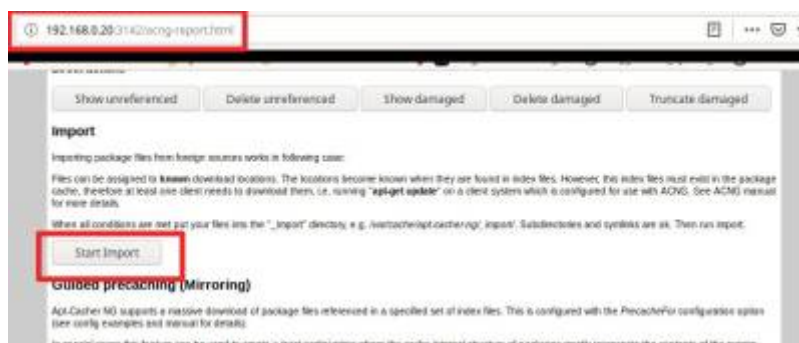 192.168.0.20:3142/acng-report.html
Show unreferenced Delete unreferenced Show damaged Delete damaged Truncate damaged
Import
Importing package files from foreign sources works in following case:
Files can be assigned to known download locations. The locations become known when they are found in index files. However, this index files must exist in the package
cache, therefore at least one client needs to download them, i.e. running "apt-get update" on a client system which is configured for use with ACNG. See ACNG manual
for more details.
When all conditions are met put your files into the "_import" directory, e.g. /var/cache/apt-cacher-ng/_import/. Subdirectories and symlinks are ok. Then run import.
Start Import
Guided precaching (Mirroring)
Apt-Cacher NG supports a massive download of package files referenced in a specified set of index files. This is configured with the PrecacheFor configuration option
(see config examples and manual for details).